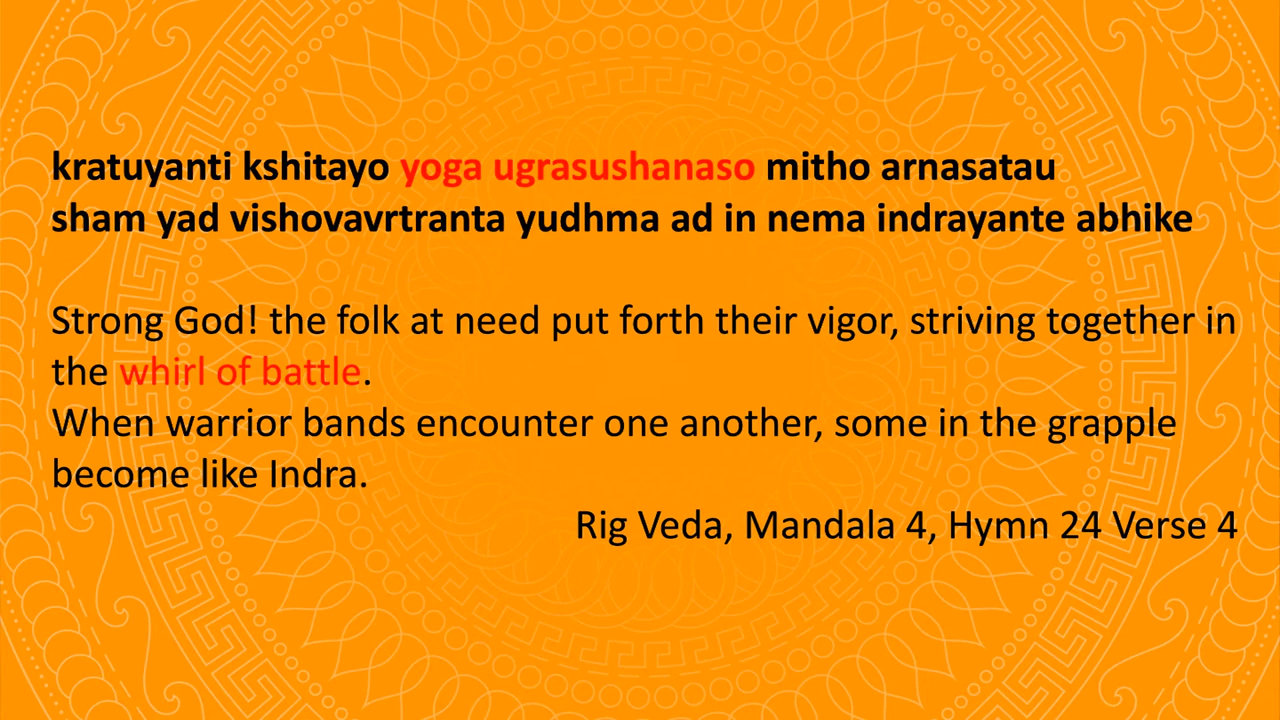 kratuyanti kshitayo yoga ugrasushanaso mitho arnasatau
sham yad vishovavrtranta yudhma ad in nema indrayante abhike
Strong God! the folk at need put forth their vigor, striving together in
the whirl of battle.
When warrior bands encounter one another, some in the grapple
become like Indra.
Rig Veda, Mandala 4, Hymn 24 Verse 4